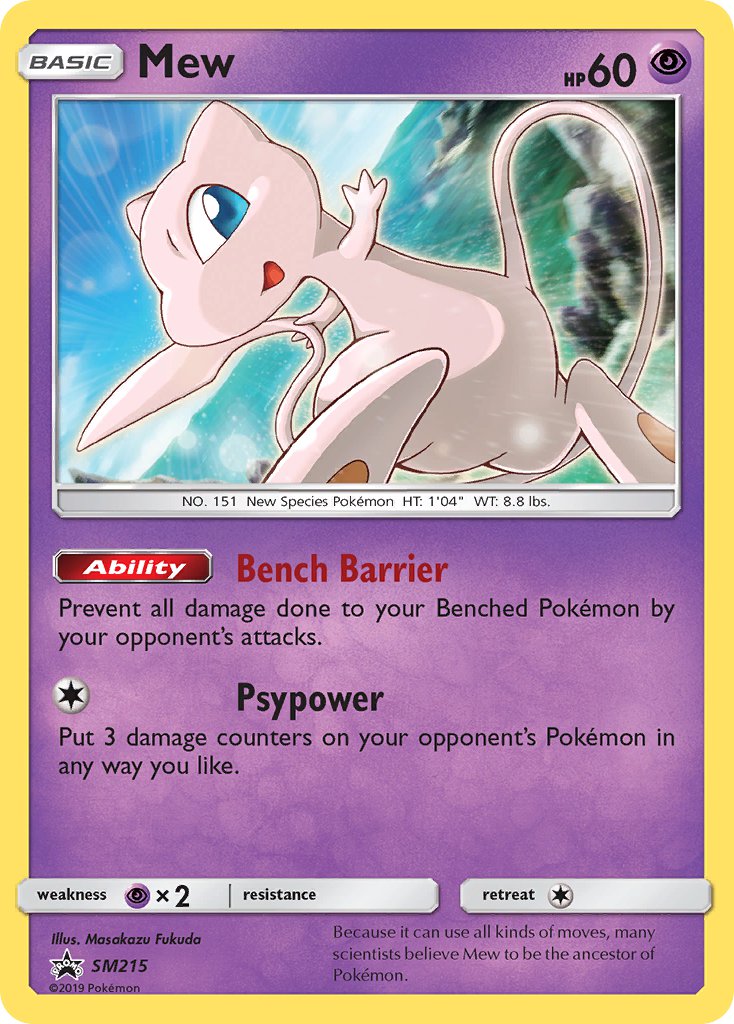 BASIC Mew HP60
NO. 151 New Species Pokémon HT: 1'04" WT: 8.8 lbs.
Ability Bench Barrier
Prevent all damage done to your Benched Pokémon by
your opponent's attacks.
Psypower
Put 3 damage counters on your opponent's Pokémon in
any way you like.
weakness ×2 resistance retreat
Illus. Masakazu Fukuda
PROMO SM215
©2019 Pokémon
Because it can use all kinds of moves, many
scientists believe Mew to be the ancestor of
Pokémon.